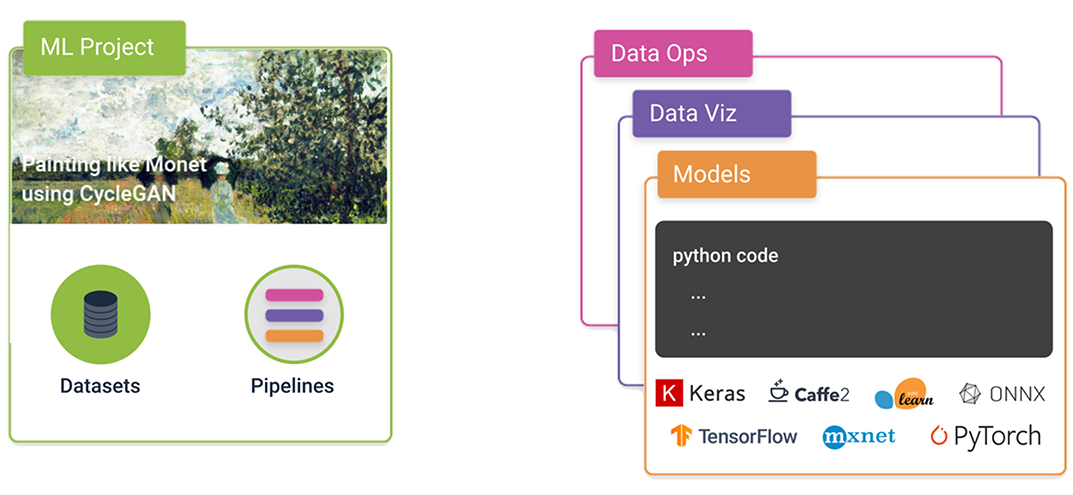 ML Project
Painting like Monet
using CycleGAN
Datasets
Pipelines
Data Ops
Data Viz
Models
python code
...
...
K Keras
Caffe2
learn
ONNX
TensorFlow
mxnet
PyTorch